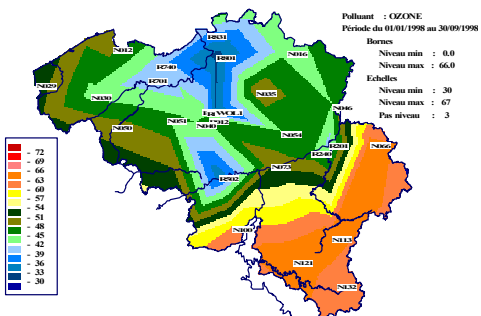 Polluant : OZONE
Période du 01/01/1998 au 30/09/1998
Bornes
Niveau min : 0.0
Niveau max : 66.0
Echelles
Niveau min : 30
Niveau max : 67
Pas niveau : 3
R831
N012
N016
R801
R740
R701
N029
N035
N030
N046
WOL1
N051
N040
N050
N054
R201
N066
R240
N073
R502
N100
N113
N121
N132
- 72
- 69
- 66
- 63
- 60
- 57
- 54
- 51
- 48
- 45
- 42
- 39
- 36
- 33
- 30